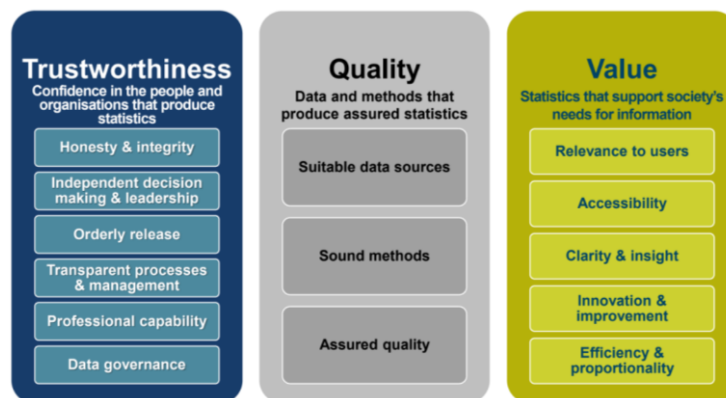 Trustworthiness
Confidence in the people and
organisations that produce
statistics
Honesty & integrity
Independent decision
making & leadership
Orderly release
Transparent processes
& management
Professional capability
Data governance
Quality
Data and methods that
produce assured statistics
Suitable data sources
Sound methods
Assured quality
Value
Statistics that support society's
needs for information
Relevance to users
Accessibility
Clarity & insight
Innovation &
improvement
Efficiency &
proportionality